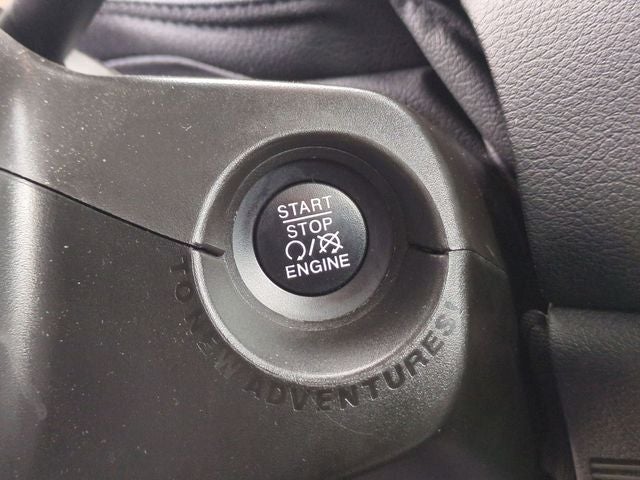 START
STOP
ENGINE
TO NEW ADVENTURES!